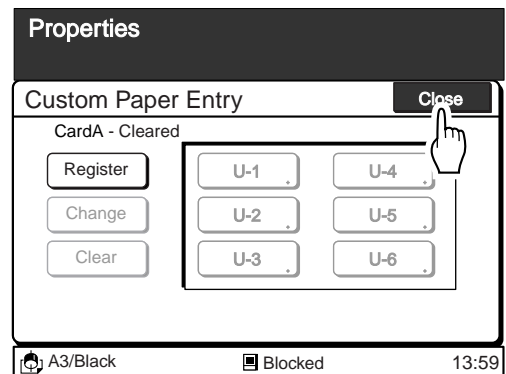 Properties
Custom Paper Entry Close
CardA - Cleared
Register U-1 U-4
Change U-2 U-5
Clear U-3 U-6
A3/Black Blocked 13:59